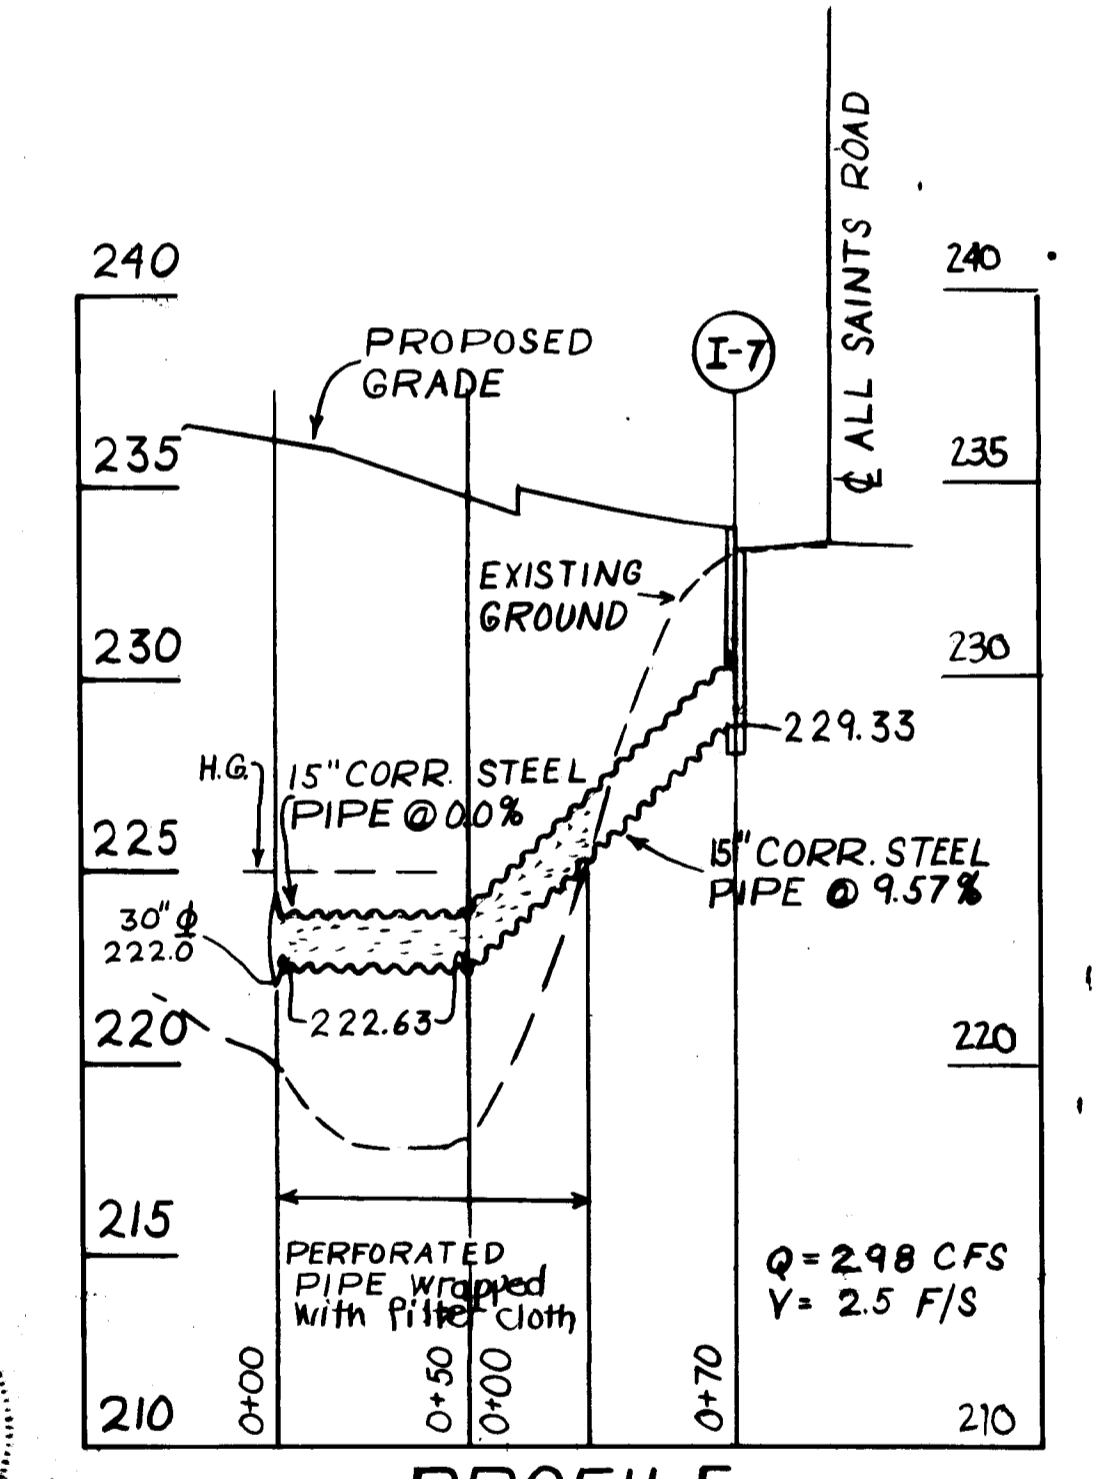 ALL SAINTS ROAD
240
240
I-7
PROPOSED
GRADE
235
235
EXISTING
GROUND
230
230
229.33
H.G.
15" CORR. STEEL
PIPE @ 0.0%
225
15" CORR. STEEL
PIPE @ 9.57%
30" ϕ
222.0
222.63
220
220
215
PERFORATED
PIPE wrapped
with filter cloth
Q = 2.98 CFS
V = 2.5 F/S
0+00
0+50
0+00
0+70
210
210